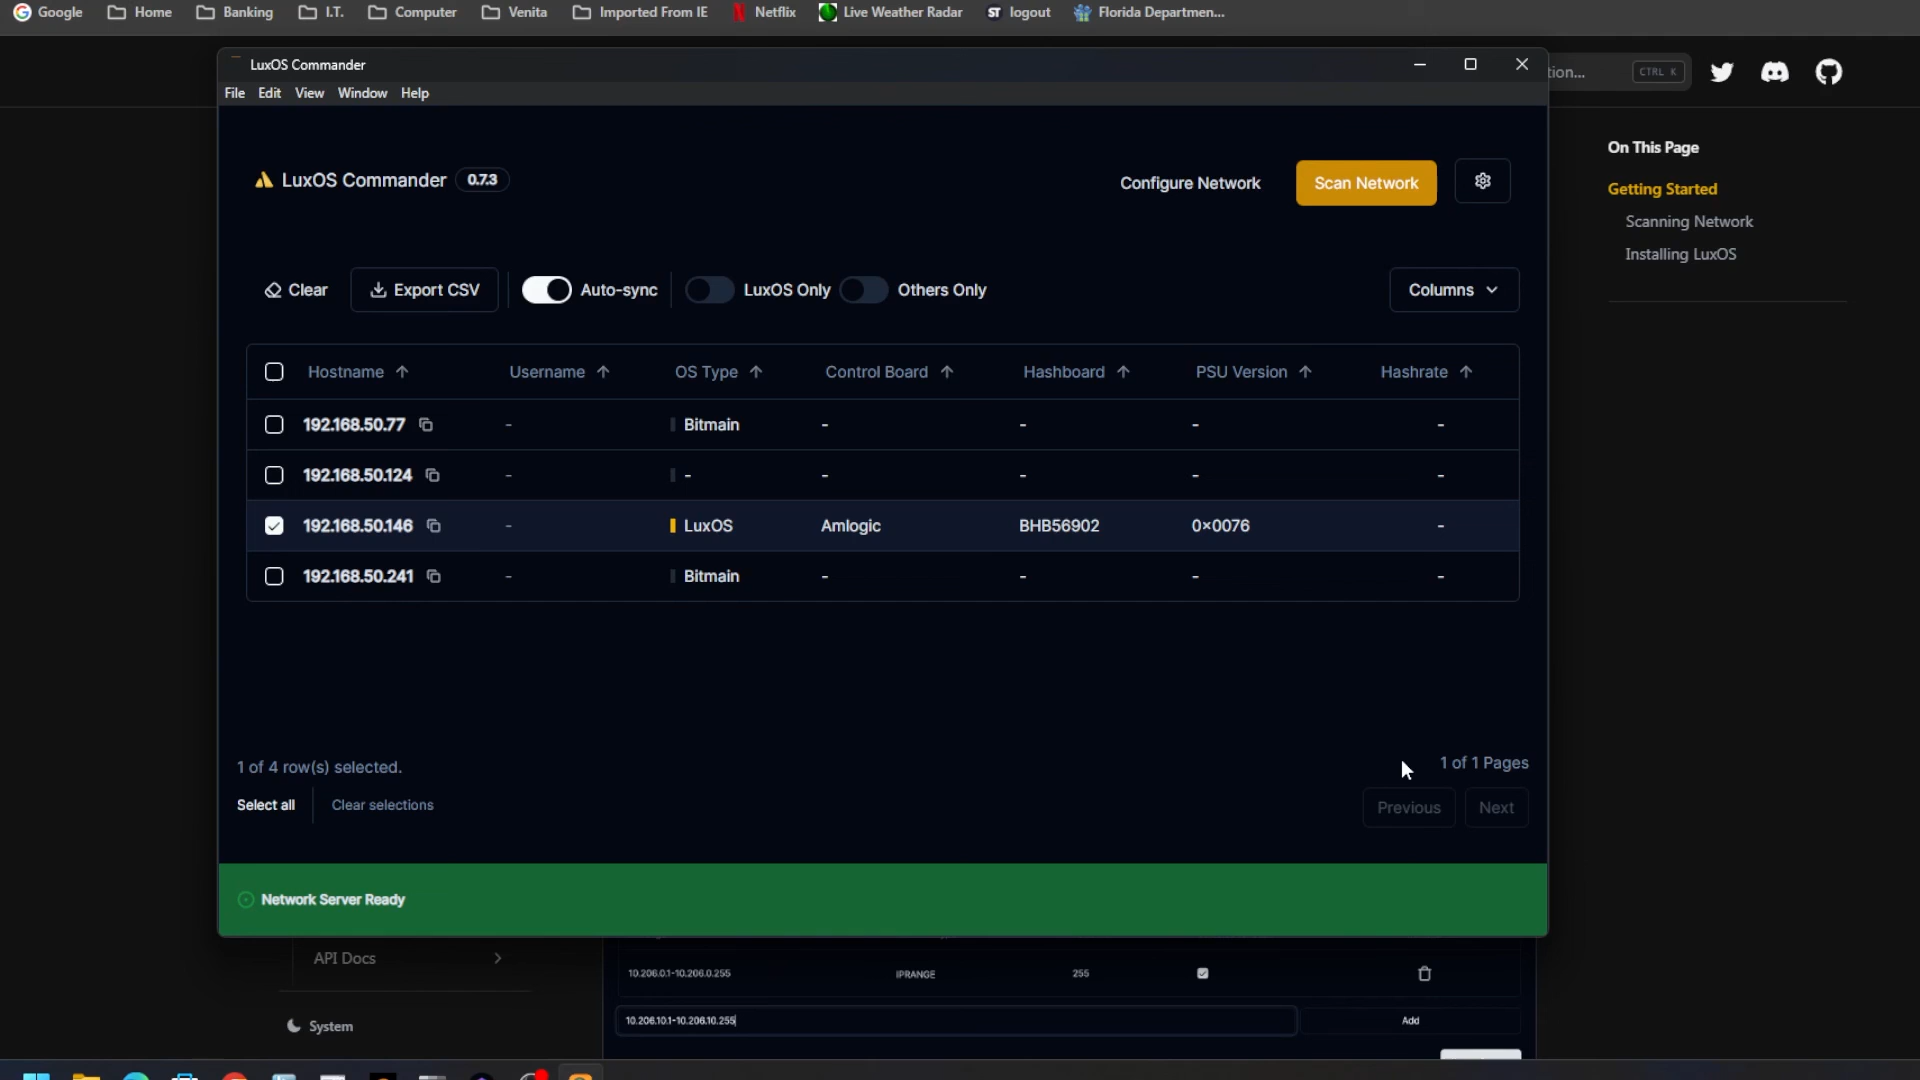 Google Home Banking I.T. Computer Venita Imported From IE Netflix Live Weather Radar ST logout Florida Departmen...
LuxOS Commander
tion... CTRL K
File Edit View Window Help
LuxOS Commander 0.7.3
Configure Network Scan Network
On This Page
Getting Started
Scanning Network
Installing LuxOS
Clear Export CSV Auto-sync LuxOS Only Others Only Columns
Hostname Username OS Type Control Board Hashboard PSU Version Hashrate
192.168.50.77 - Bitmain - - - -
192.168.50.124 - - - - - -
192.168.50.146 - LuxOS Amlogic BHB56902 0×0076 -
192.168.50.241 - Bitmain - - - -
1 of 4 row(s) selected.
1 of 1 Pages
Select all Clear selections
Previous Next
Network Server Ready
API Docs
10.206.0.1-10.206.0.255 IPRANGE 255
10.206.10.1-10.206.10.255 Add
System